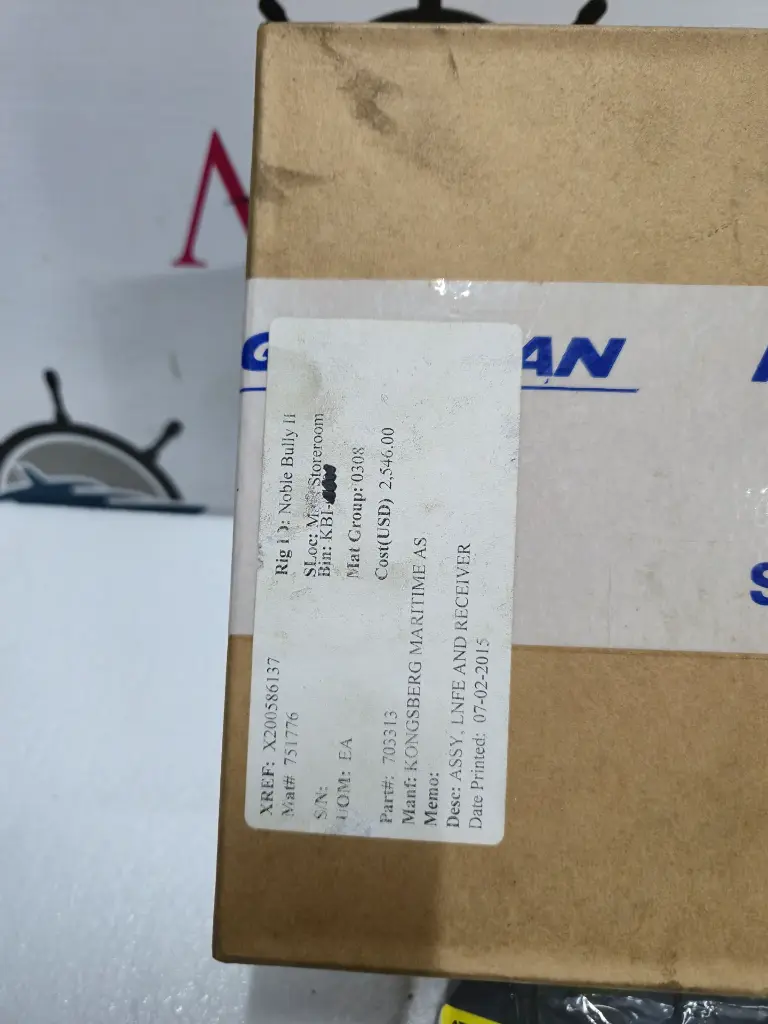 XREF: X200586137
Rig ID: Noble Bully II
Mat# 751776
SLoc: Storeroom
S/N:
Bin: KBI-
UOM: EA
Mat Group: 0308
Part#: 703313
Cost(USD) 2,546.00
Manf: KONGSBERG MARITIME AS
Memo:
Desc: ASSY, LNFE AND RECEIVER
Date Printed: 07-02-2015